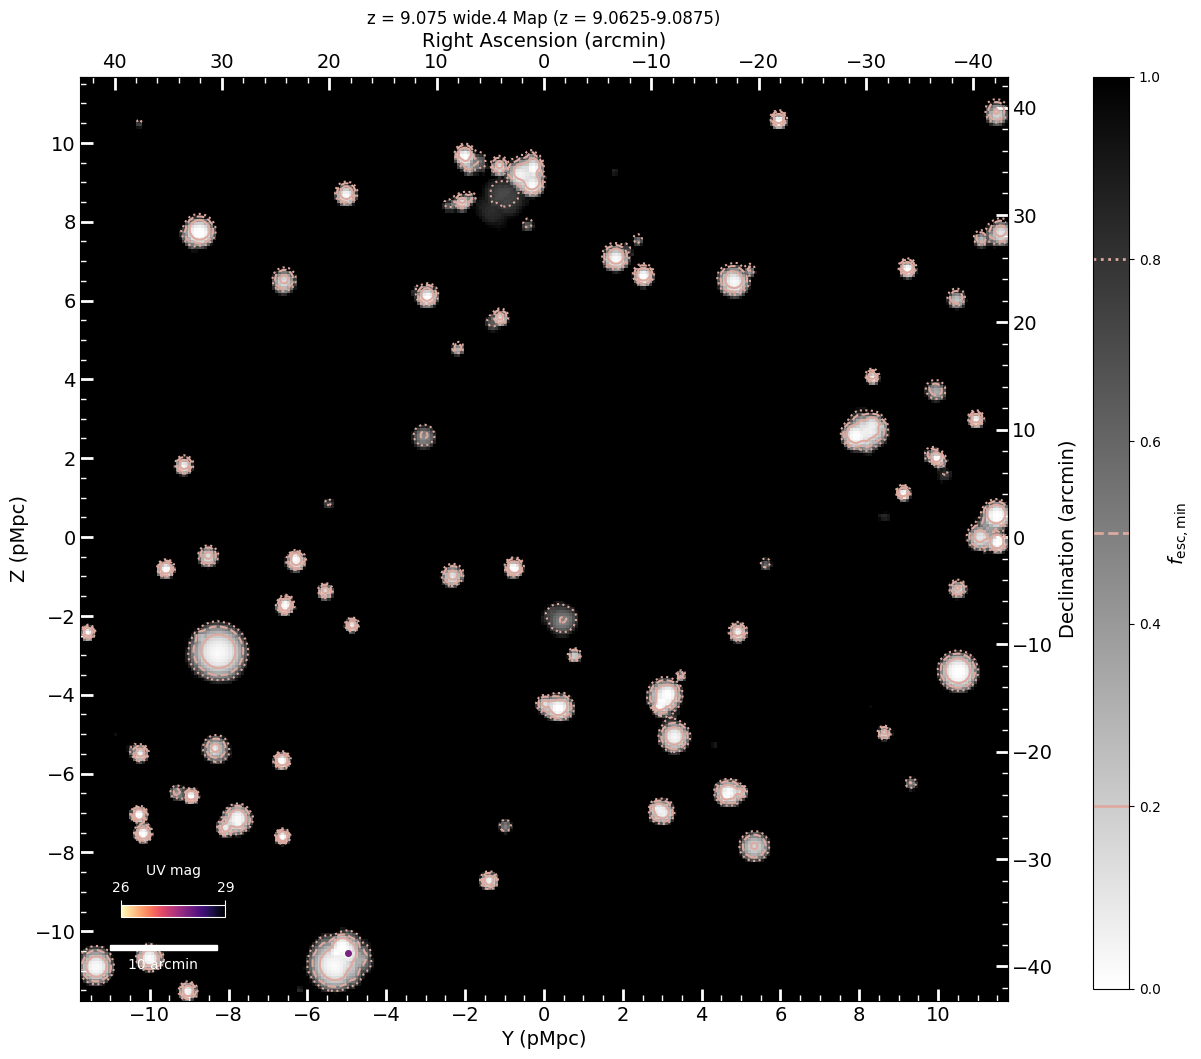 z = 9.075 wide.4 Map (z = 9.0625-9.0875)
Right Ascension (arcmin)
40 30 20 10 0 −10 −20 −30 −40
10
8
6
4
2
0
−2
−4
−6
−8
−10
Z (pMpc)
40
30
20
10
0
−10
−20
−30
−40
Declination (arcmin)
1.0
0.8
0.6
0.4
0.2
0.0
fesc,min
UV mag
26 29
10 arcmin
−10 −8 −6 −4 −2 0 2 4 6 8 10
Y (pMpc)